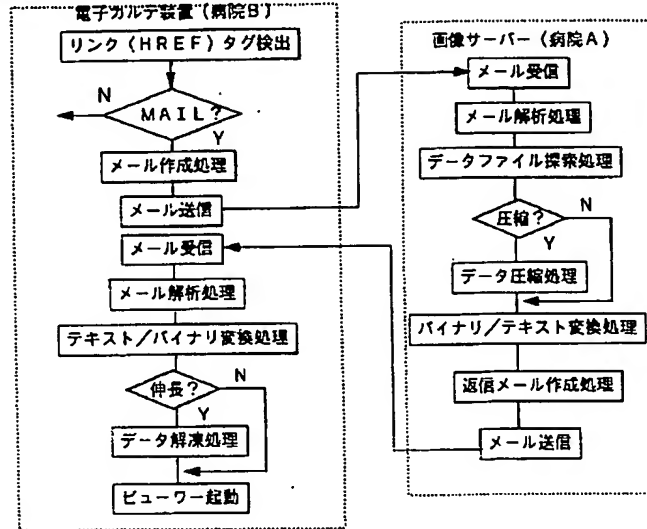 電子カルテ装置（病院B）
リンク（HREF）タグ検出
N
MAIL？
Y
メール作成処理
メール送信
メール受信
メール解析処理
テキスト／バイナリ変換処理
伸長？
N
Y
データ解凍処理
ビューワー起動
画像サーバー（病院A）
メール受信
メール解析処理
データファイル探索処理
圧縮？
N
Y
データ圧縮処理
バイナリ／テキスト変換処理
返信メール作成処理
メール送信